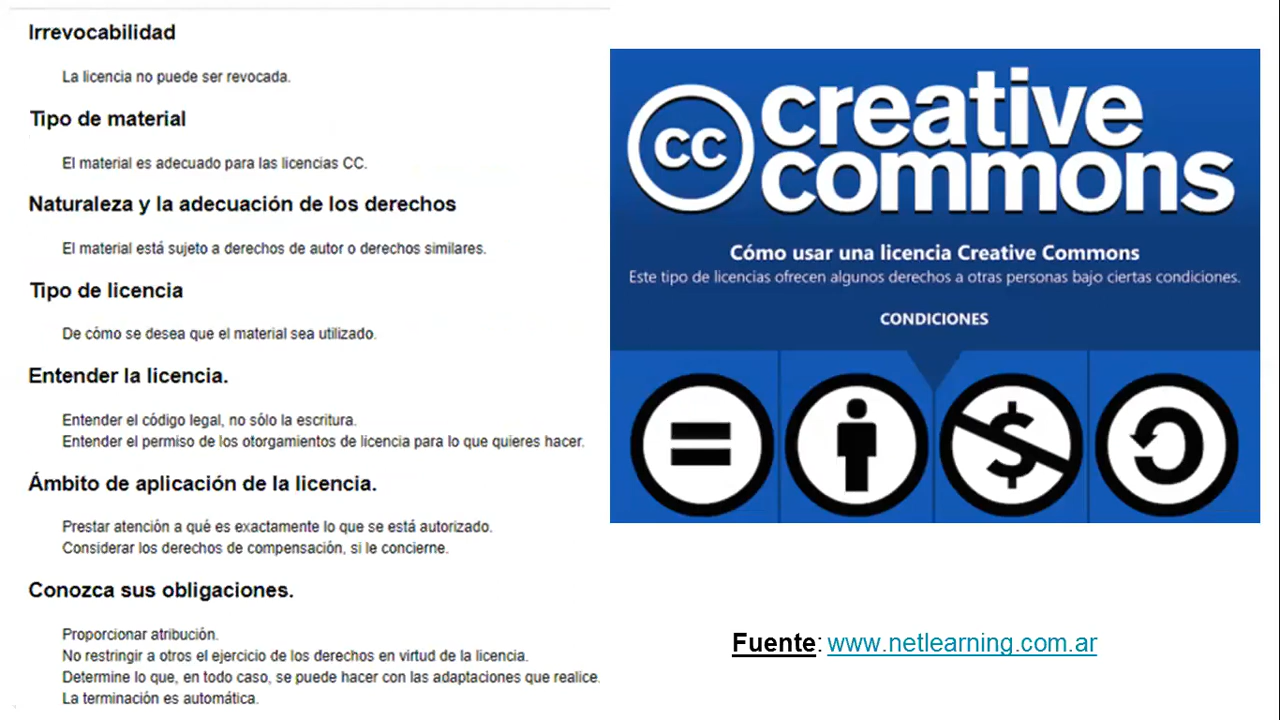 Irrevocabilidad
La licencia no puede ser revocada.
Tipo de material
El material es adecuado para las licencias CC.
Naturaleza y la adecuación de los derechos
El material está sujeto a derechos de autor o derechos similares.
Tipo de licencia
De cómo se desea que el material sea utilizado.
Entender la licencia.
Entender el código legal, no sólo la escritura.
Entender el permiso de los otorgamientos de licencia para lo que quieres hacer.
Ámbito de aplicación de la licencia.
Prestar atención a qué es exactamente lo que se está autorizado.
Considerar los derechos de compensación, si le concierne.
Conozca sus obligaciones.
Proporcionar atribución.
No restringir a otros el ejercicio de los derechos en virtud de la licencia.
Determine lo que, en todo caso, se puede hacer con las adaptaciones que realice.
La terminación es automática.
cc
creative
commons
Cómo usar una licencia Creative Commons
Este tipo de licencias ofrecen algunos derechos a otras personas bajo ciertas condiciones.
CONDICIONES
=
$
Fuente: www.netlearning.com.ar